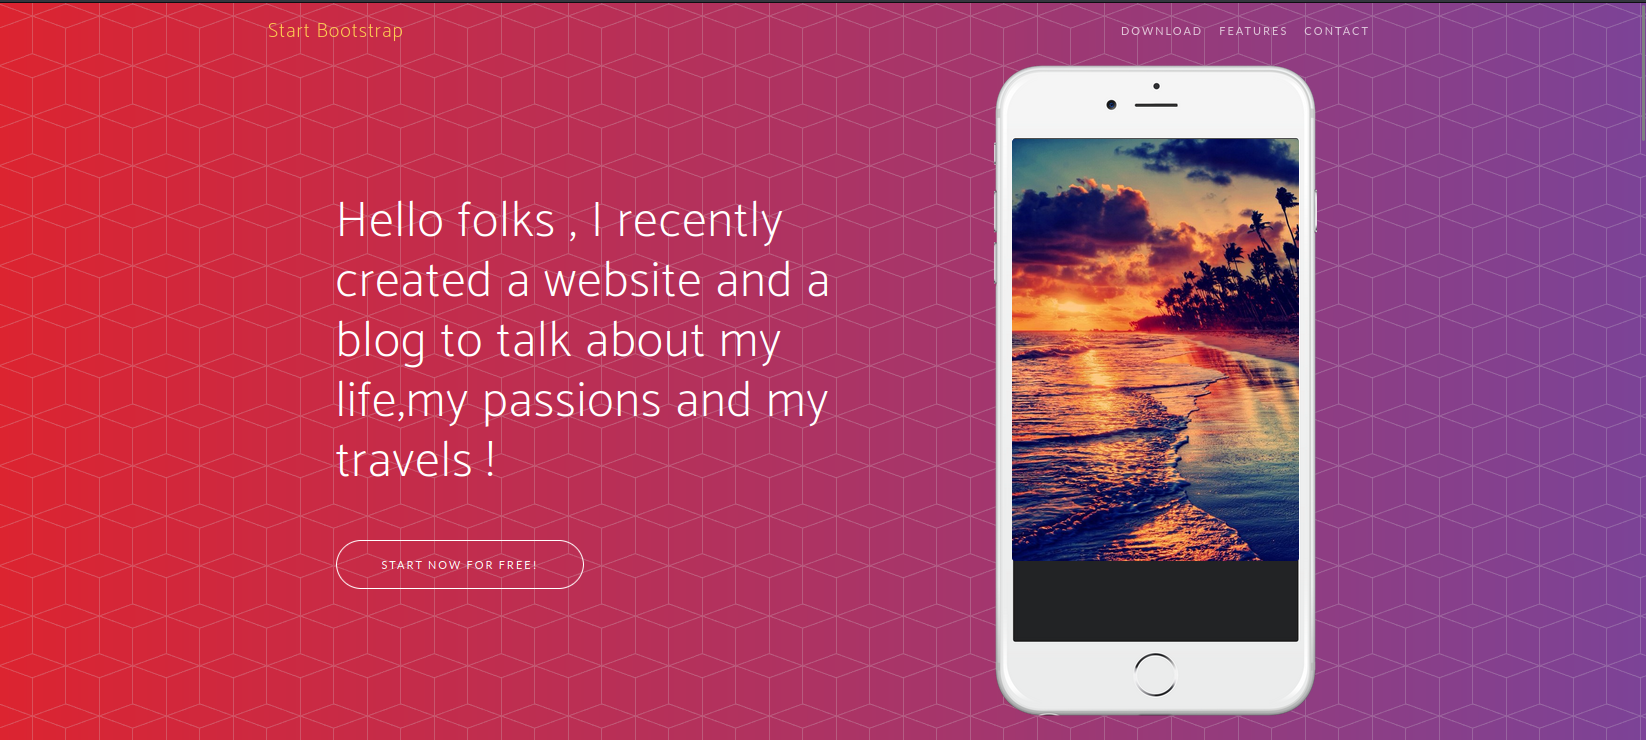 Start Bootstrap
DOWNLOAD FEATURES CONTACT
Hello folks , I recently
created a website and a
blog to talk about my
life,my passions and my
travels !
START NOW FOR FREE!